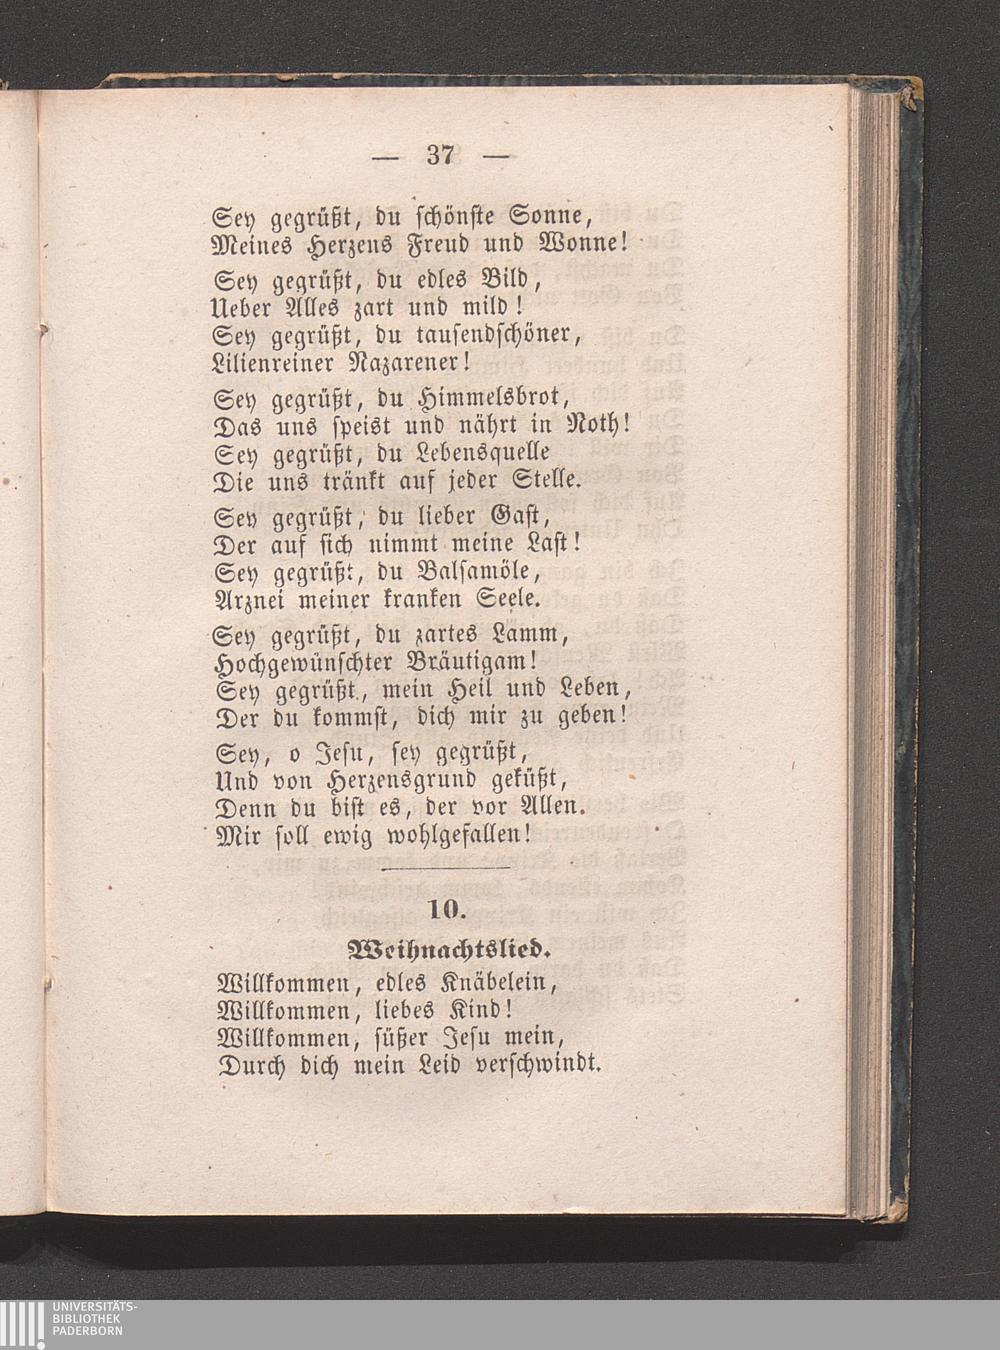 — 37 —
Sey gegrüßt, du schönste Sonne,
Meines Herzens Freud und Wonne!
Sey gegrüßt, du edles Bild,
Ueber Alles zart und mild!
Sey gegrüßt, du tausendschöner,
Lilienreiner Nazarener!
Sey gegrüßt, du Himmelsbrot,
Das uns speist und nährt in Noth!
Sey gegrüßt, du Lebensquelle
Die uns tränkt auf jeder Stelle.
Sey gegrüßt, du lieber Gast,
Der auf sich nimmt meine Last!
Sey gegrüßt, du Balsamöle,
Arznei meiner kranken Seele.
Sey gegrüßt, du zartes Lamm,
Hochgewünschter Bräutigam!
Sey gegrüßt, mein Heil und Leben,
Der du kommst, dich mir zu geben!
Sey, o Jesu, sey gegrüßt,
Und von Herzensgrund geküßt,
Denn du bist es, der vor Allen.
Mir soll ewig wohlgefallen!
10.
Weihnachtslied.
Willkommen, edles Knäbelein,
Willkommen, liebes Kind!
Willkommen, süßer Jesu mein,
Durch dich mein Leid verschwindt.
UNIVERSITÄTS-
BIBLIOTHEK
PADERBORN